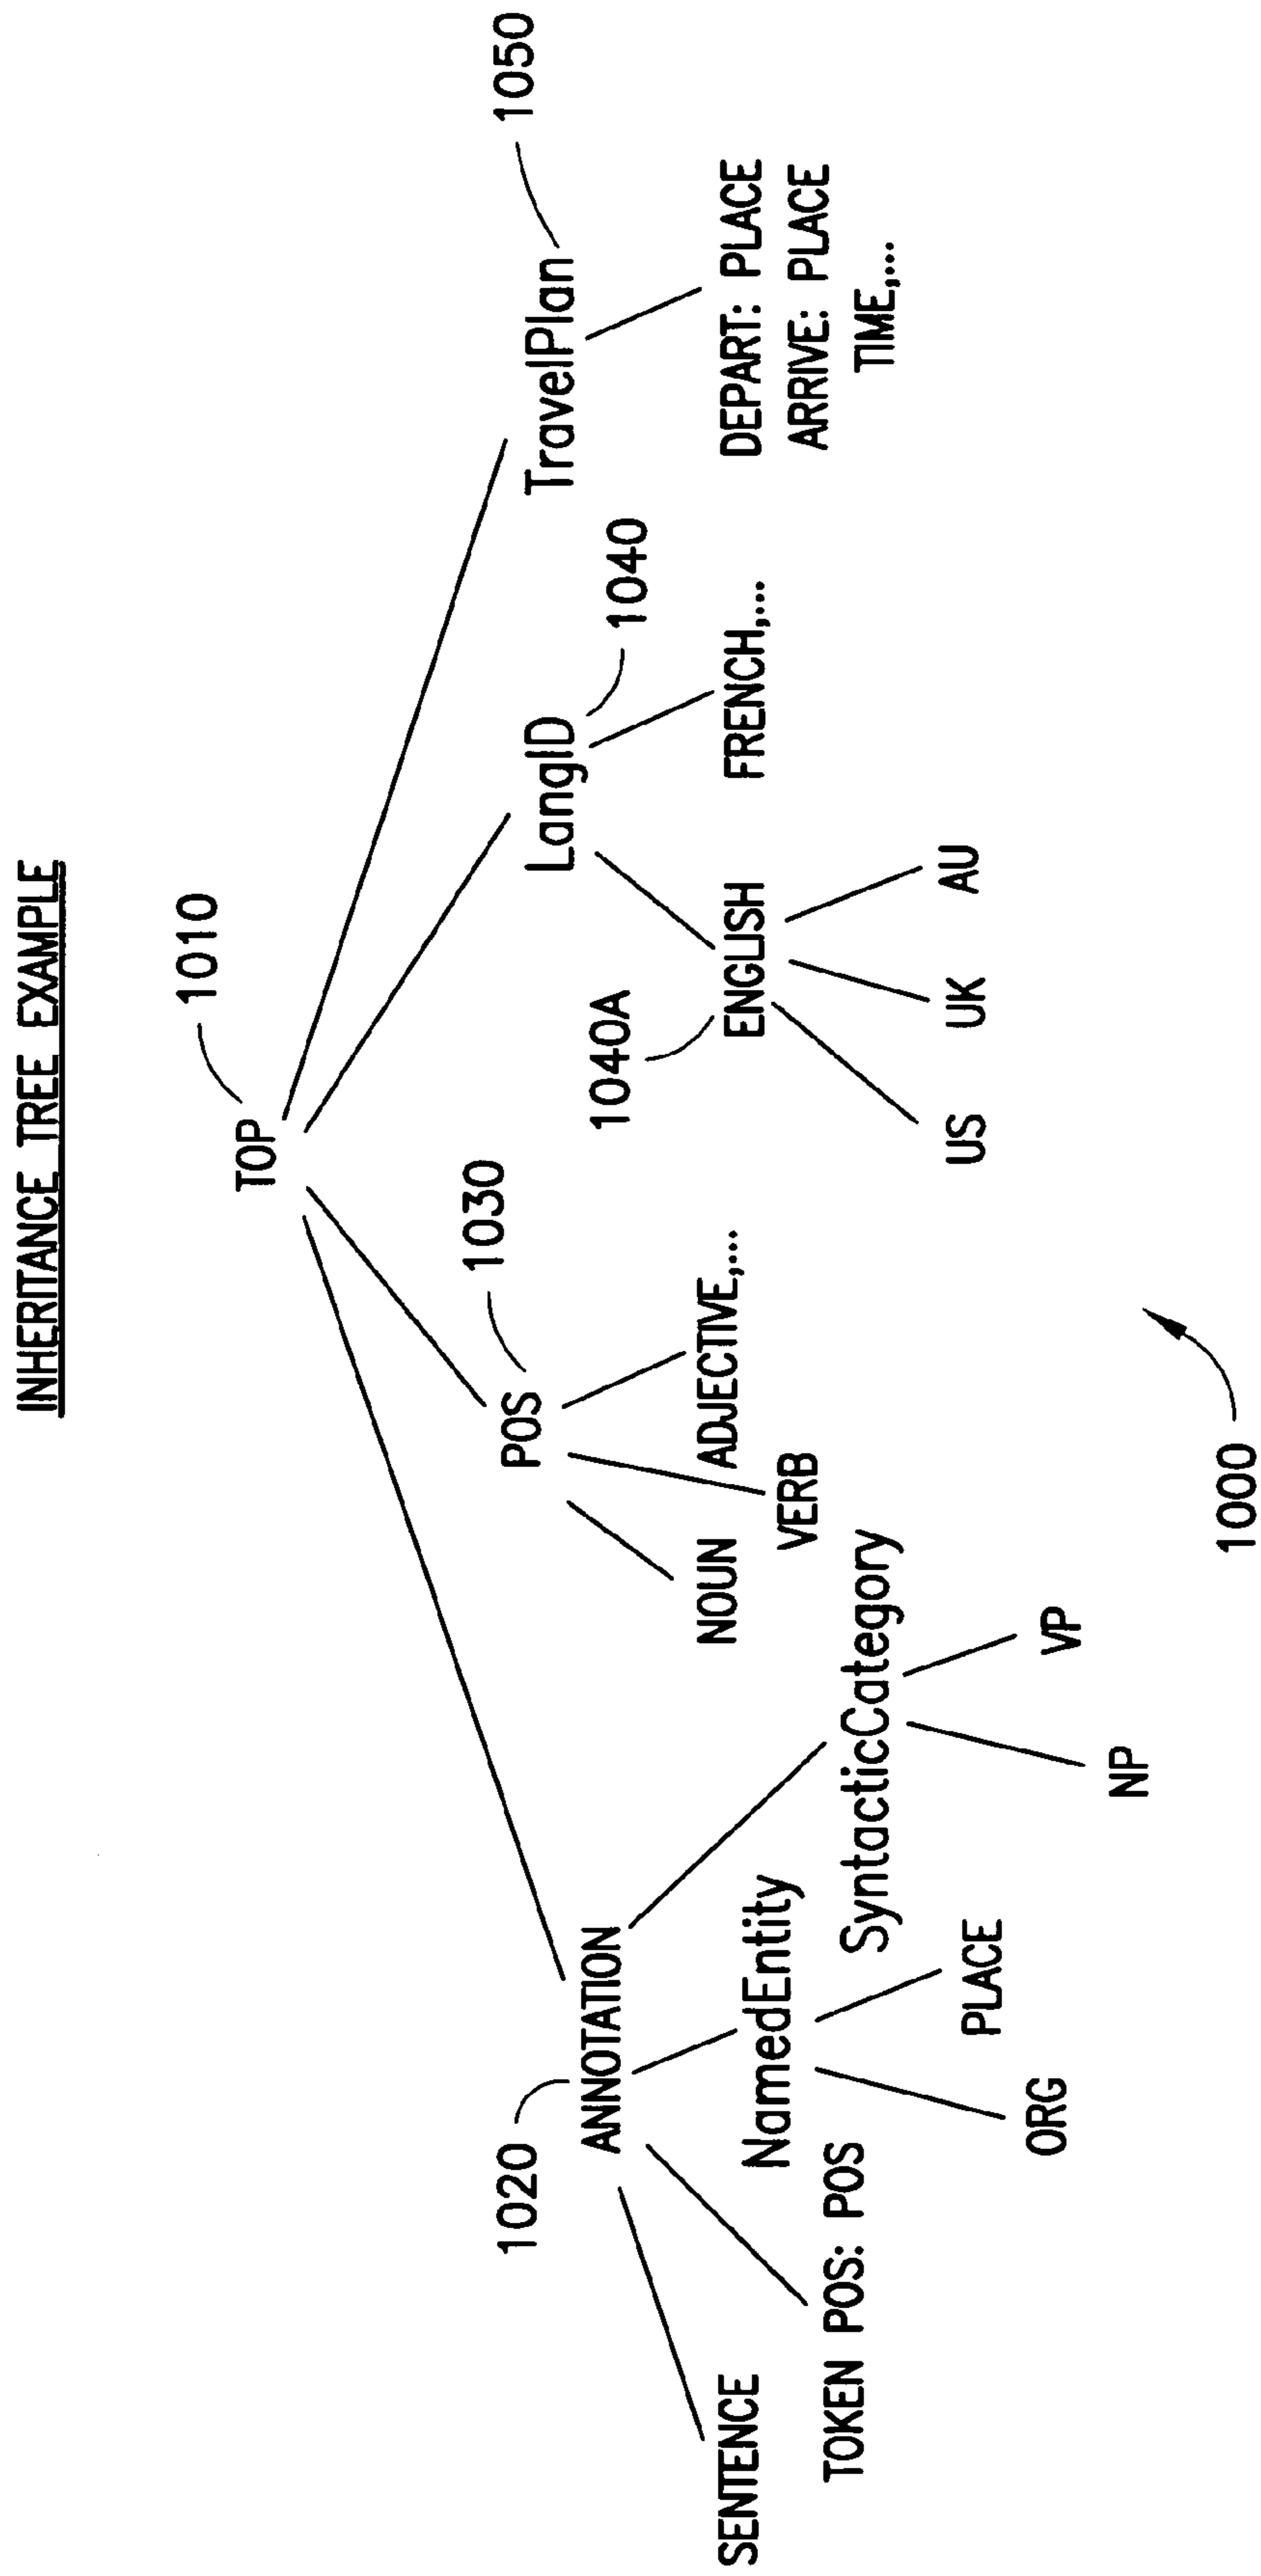 INHERITANCE TREE EXAMPLE
1010
TOP
1020
ANNOTATION
1030
POS
LangID
1040
TravelPlan
1050
SENTENCE
TOKEN POS: POS
NamedEntity
ORG
PLACE
SyntacticCategory
NP
VP
NOUN
VERB
ADJECTIVE,...
1040A
ENGLISH
US
UK
AU
FRENCH,...
DEPART: PLACE
ARRIVE: PLACE
TIME,...
1000